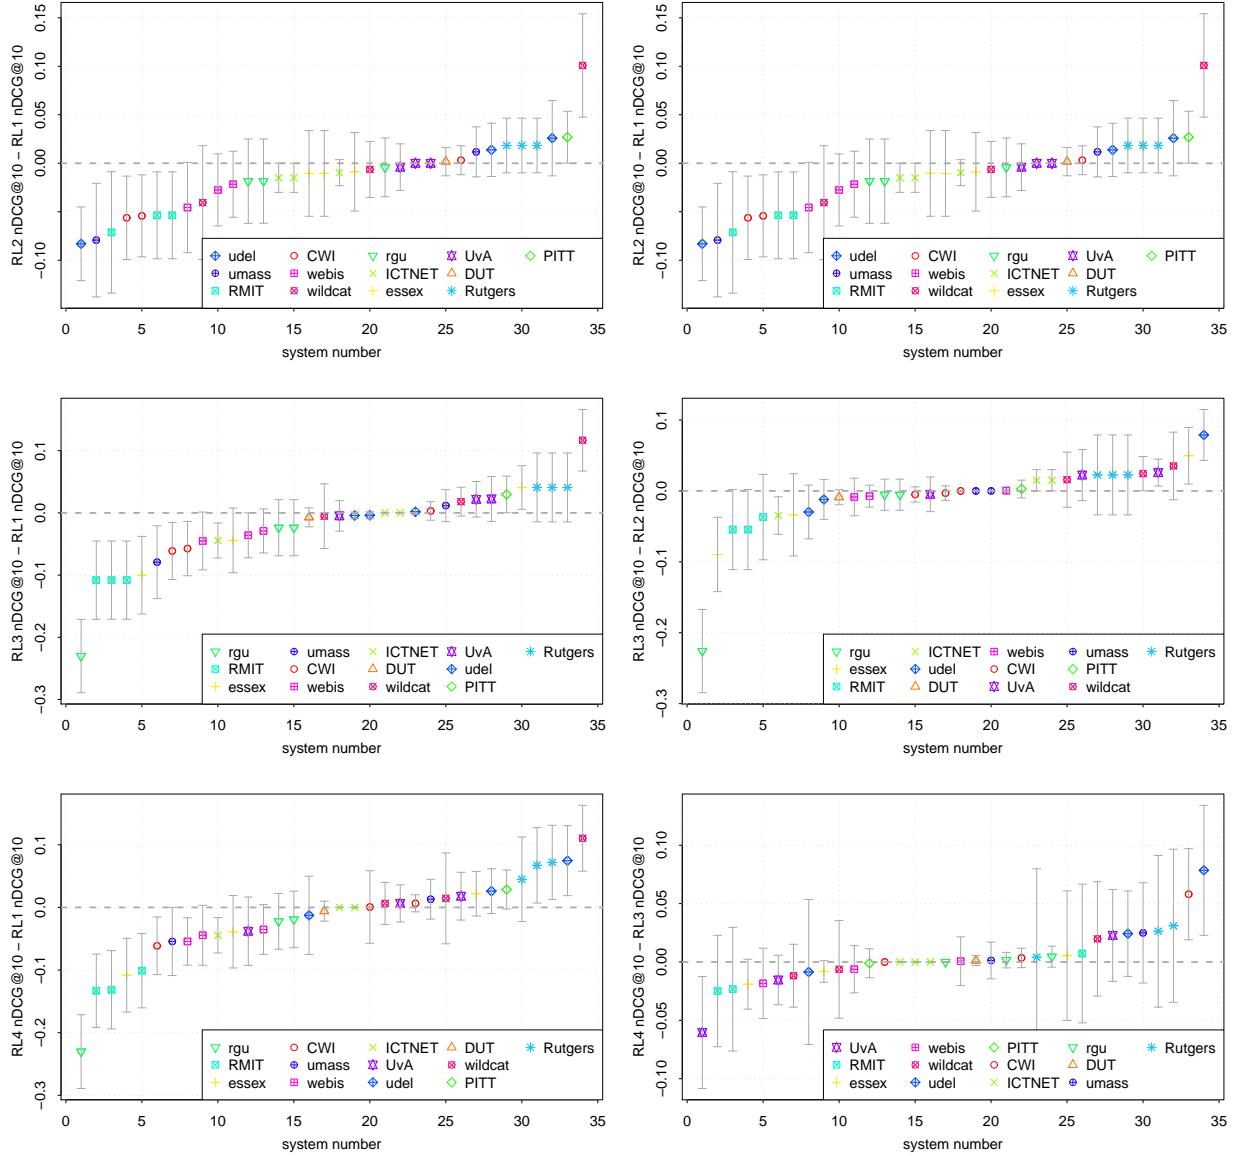 RL2 nDCG@10 − RL1 nDCG@10
0.15
0.10
0.05
0.00
−0.10
udel CWI rgu UvA PITT
umass webis ICTNET DUT
RMIT wildcat essex Rutgers
0 5 10 15 20 25 30 35
system number
RL2 nDCG@10 − RL1 nDCG@10
0.15
0.10
0.05
0.00
−0.10
udel CWI rgu UvA PITT
umass webis ICTNET DUT
RMIT wildcat essex Rutgers
0 5 10 15 20 25 30 35
system number
RL3 nDCG@10 − RL1 nDCG@10
0.1
0.0
−0.1
−0.2
−0.3
rgu umass ICTNET UvA Rutgers
RMIT CWI DUT udel
essex webis wildcat PITT
0 5 10 15 20 25 30 35
system number
RL3 nDCG@10 − RL2 nDCG@10
0.1
0.0
−0.1
−0.2
−0.3
rgu ICTNET webis umass Rutgers
essex udel CWI PITT
RMIT DUT UvA wildcat
0 5 10 15 20 25 30 35
system number
RL4 nDCG@10 − RL1 nDCG@10
0.1
0.0
−0.1
−0.2
−0.3
rgu CWI ICTNET DUT Rutgers
RMIT umass UvA wildcat
essex webis udel PITT
0 5 10 15 20 25 30 35
system number
RL4 nDCG@10 − RL3 nDCG@10
0.10
0.05
0.00
−0.05
−0.10
UvA webis PITT rgu Rutgers
RMIT wildcat CWI DUT
essex udel ICTNET umass
0 5 10 15 20 25 30 35
system number